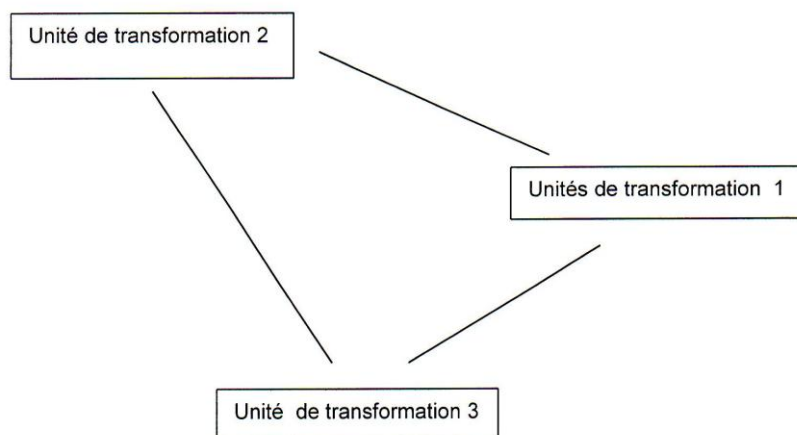 Unité de transformation 2
Unités de transformation 1
Unité de transformation 3